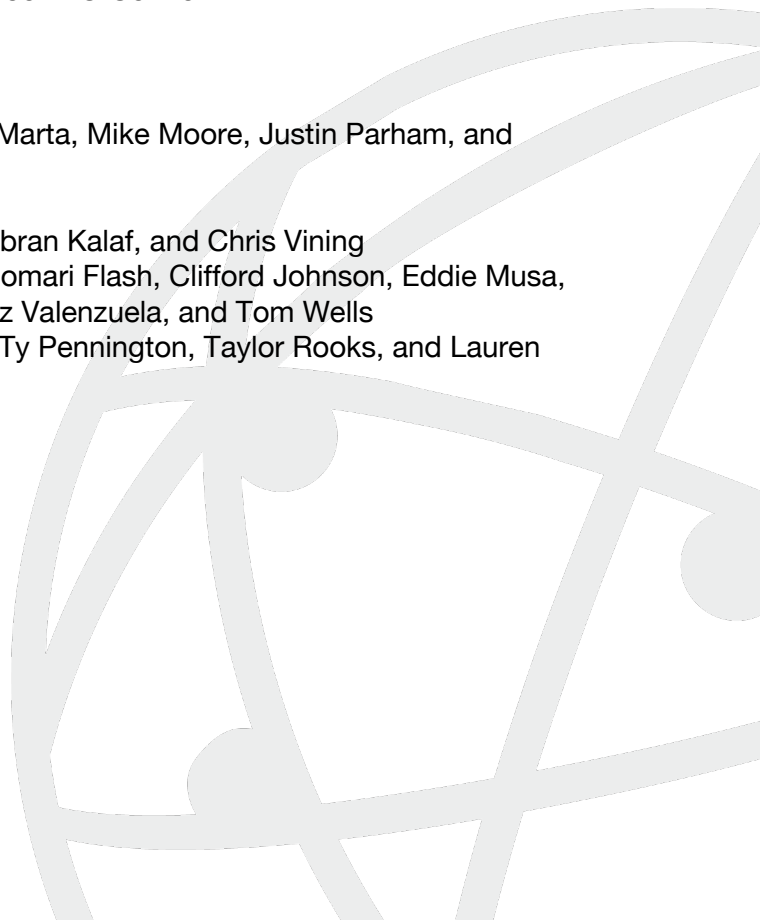 Marta, Mike Moore, Justin Parham, and
bran Kalaf, and Chris Vining
omari Flash, Clifford Johnson, Eddie Musa,
z Valenzuela, and Tom Wells
Ty Pennington, Taylor Rooks, and Lauren